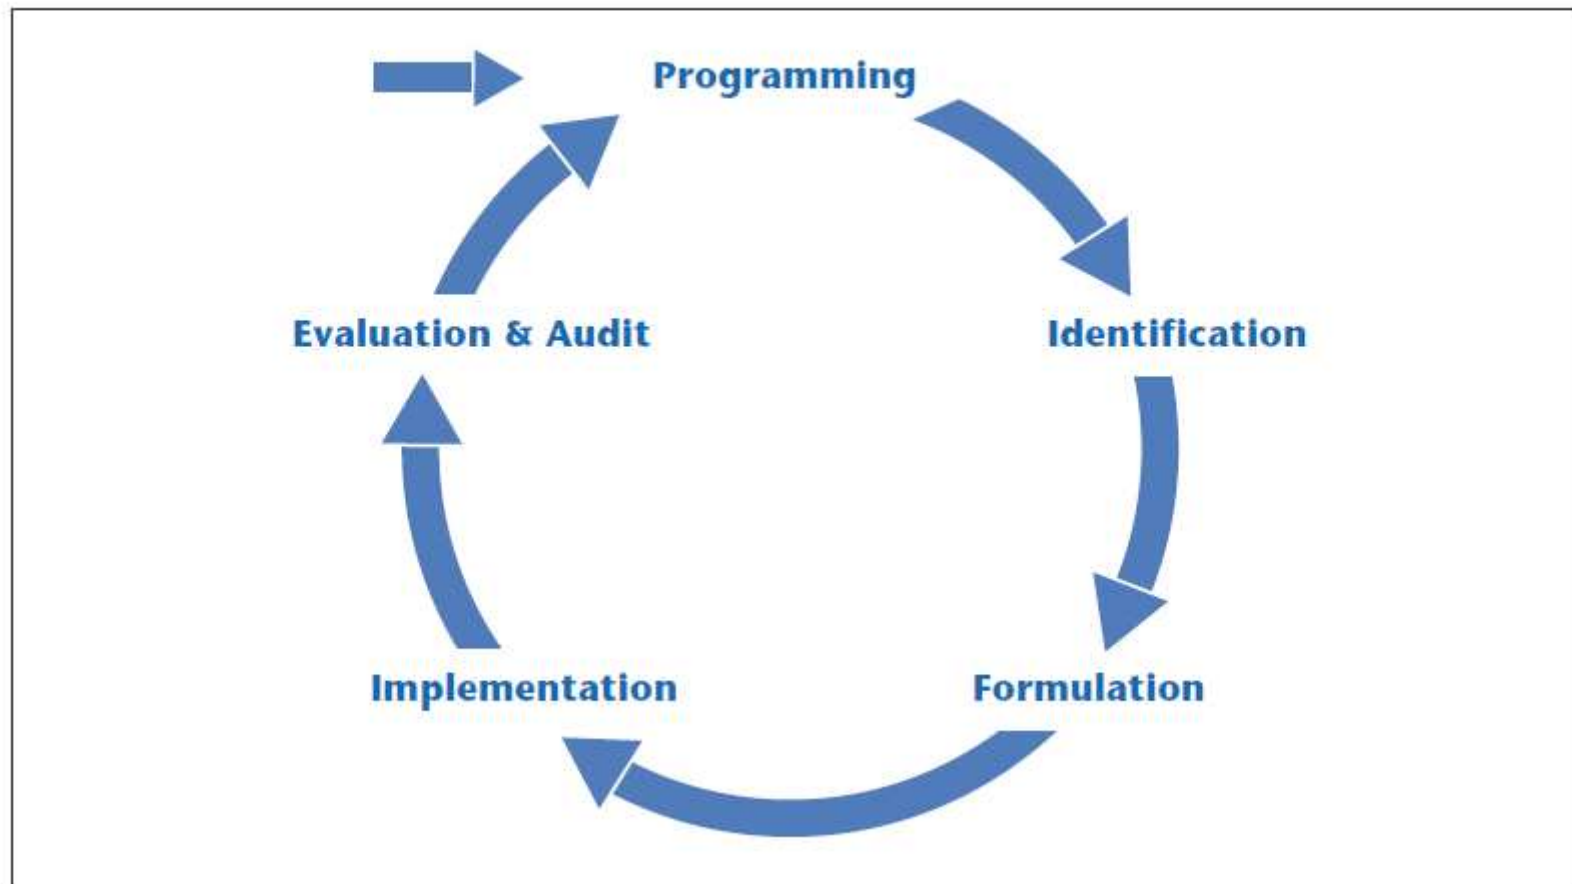 Programming
Evaluation & Audit
Identification
Implementation
Formulation